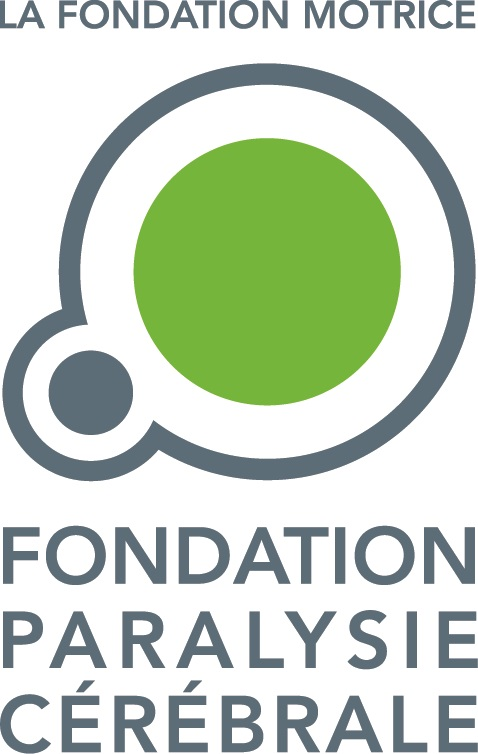 LA FONDATION MOTRICE
FONDATION
PARALYSIE
CÉRÉBRALE